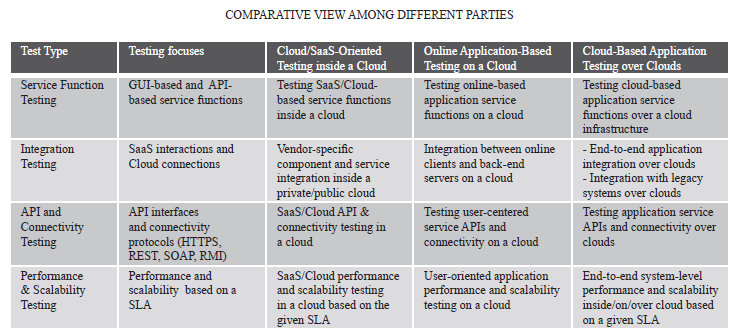 COMPARATIVE VIEW AMONG DIFFERENT PARTIES
Test Type
Testing focuses
Cloud/SaaS-Oriented
Testing inside a Cloud
Online Application-Based
Testing on a Cloud
Cloud-Based Application
Testing over Clouds
Service Function
Testing
GUI-based and API-
based service functions
Testing SaaS/Cloud-
based service functions
inside a cloud
Testing online-based
application service
functions on a cloud
Testing cloud-based
application service
functions over a cloud
infrastructure
Integration
Testing
SaaS interactions and
Cloud connections
Vendor-specific
component and service
integration inside a
private/public cloud
Integration between online
clients and back-end
servers on a cloud
- End-to-end application
integration over clouds
- Integration with legacy
systems over clouds
API and
Connectivity
Testing
API interfaces
and connectivity
protocols (HTTPS,
REST, SOAP, RMI)
SaaS/Cloud API &
connectivity testing in
a cloud
Testing user-centered
service APIs and
connectivity on a cloud
Testing application service
APIs and connectivity over
clouds
Performance
& Scalability
Testing
Performance and
scalability based on a
SLA
SaaS/Cloud performance
and scalability testing
in a cloud based on the
given SLA
User-oriented application
performance and scalability
testing on a cloud
End-to-end system-level
performance and scalability
inside/on/over cloud based
on a given SLA